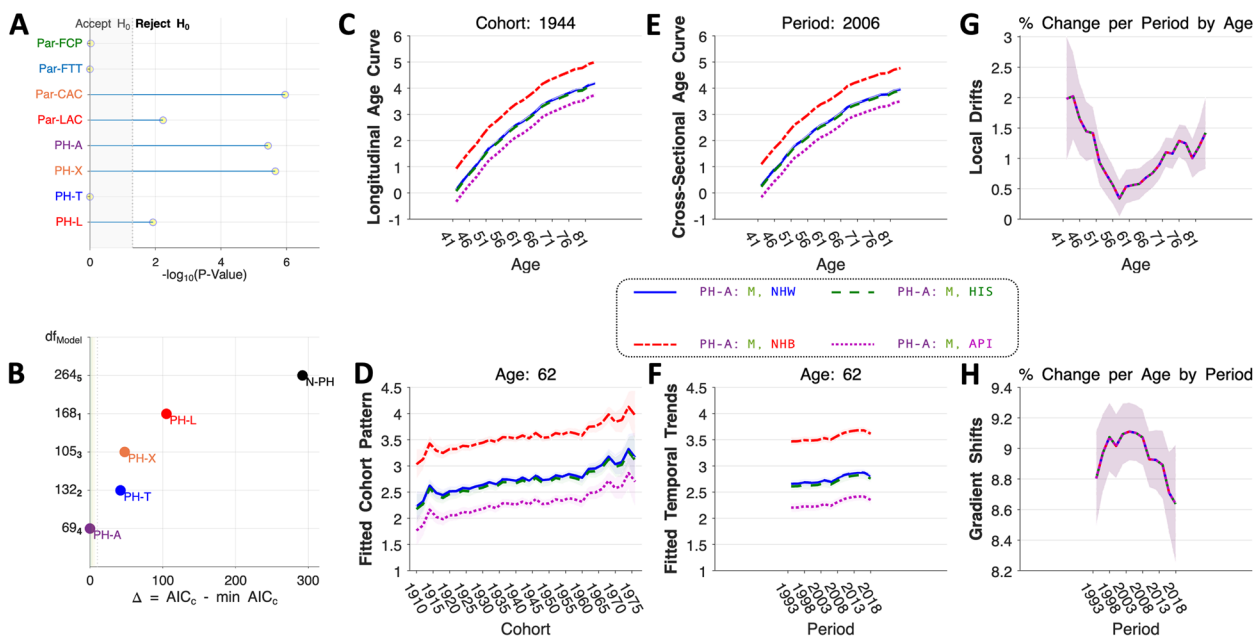 A
Accept H₀ Reject H₀
Par-FCP
Par-FTT
Par-CAC
Par-LAC
PH-A
PH-X
PH-T
PH-L
0 2 4 6
-log₁₀(P-Value)
B
df_Model
264₅
168₁
105₃
132₂
69₄
N-PH
PH-L
PH-X
PH-T
PH-A
0 100 200 300
Δ = AIC_c - min AIC_c
C
Cohort: 1944
Longitudinal Age Curve
6
5
4
3
2
1
0
-1
41 46 51 56 61 66 71 76 81
Age
D
Age: 62
Fitted Cohort Pattern
4.5
4
3.5
3
2.5
2
1.5
1
1910 1915 1920 1925 1930 1935 1940 1945 1950 1955 1960 1965 1970 1975
Cohort
E
Period: 2006
Cross-Sectional Age Curve
6
5
4
3
2
1
0
-1
41 46 51 56 61 66 71 76 81
Age
PH-A: M, NHW
PH-A: M, HIS
PH-A: M, NHB
PH-A: M, API
F
Age: 62
Fitted Temporal Trends
4.5
4
3.5
3
2.5
2
1.5
1
1993 1998 2003 2008 2013 2018
Period
G
% Change per Period by Age
Local Drifts
3
2.5
2
1.5
1
0.5
0
41 46 51 56 61 66 71 76 81
Age
H
% Change per Age by Period
Gradient Shifts
9.4
9.2
9
8.8
8.6
8.4
8.2
1993 1998 2003 2008 2013 2018
Period